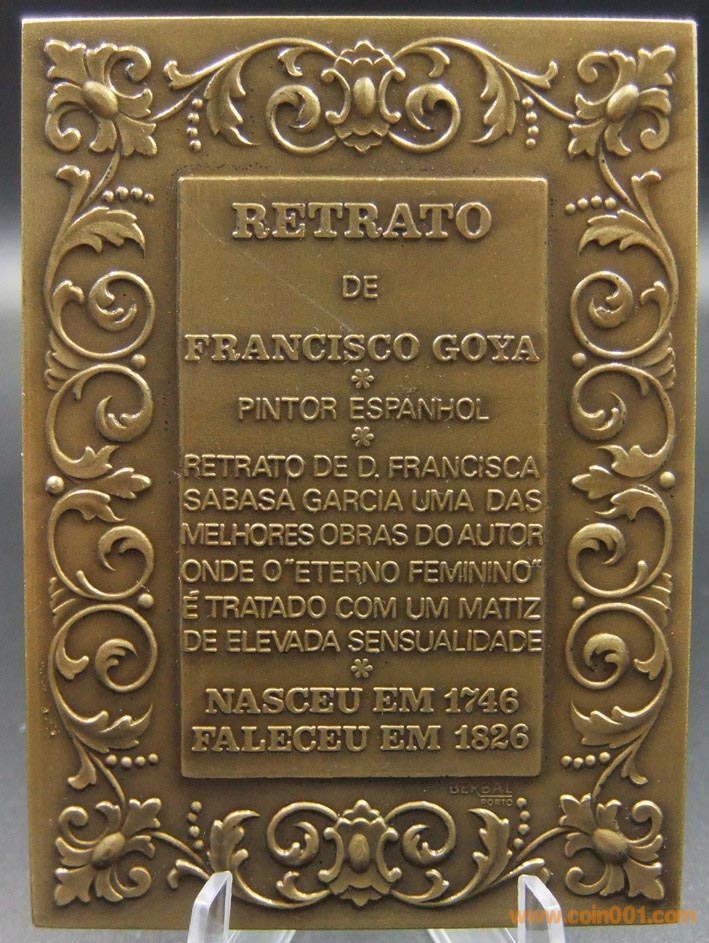 RETRATO
DE
FRANCISCO GOYA
*
PINTOR ESPANHOL
*
RETRATO DE D. FRANCISCA
SABASA GARCIA UMA DAS
MELHORES OBRAS DO AUTOR
ONDE O "ETERNO FEMININO"
É TRATADO COM UM MATIZ
DE ELEVADA SENSUALIDADE
*
NASCEU EM 1746
FALECEU EM 1826
BERBAL
PORTO
www.coin001.com